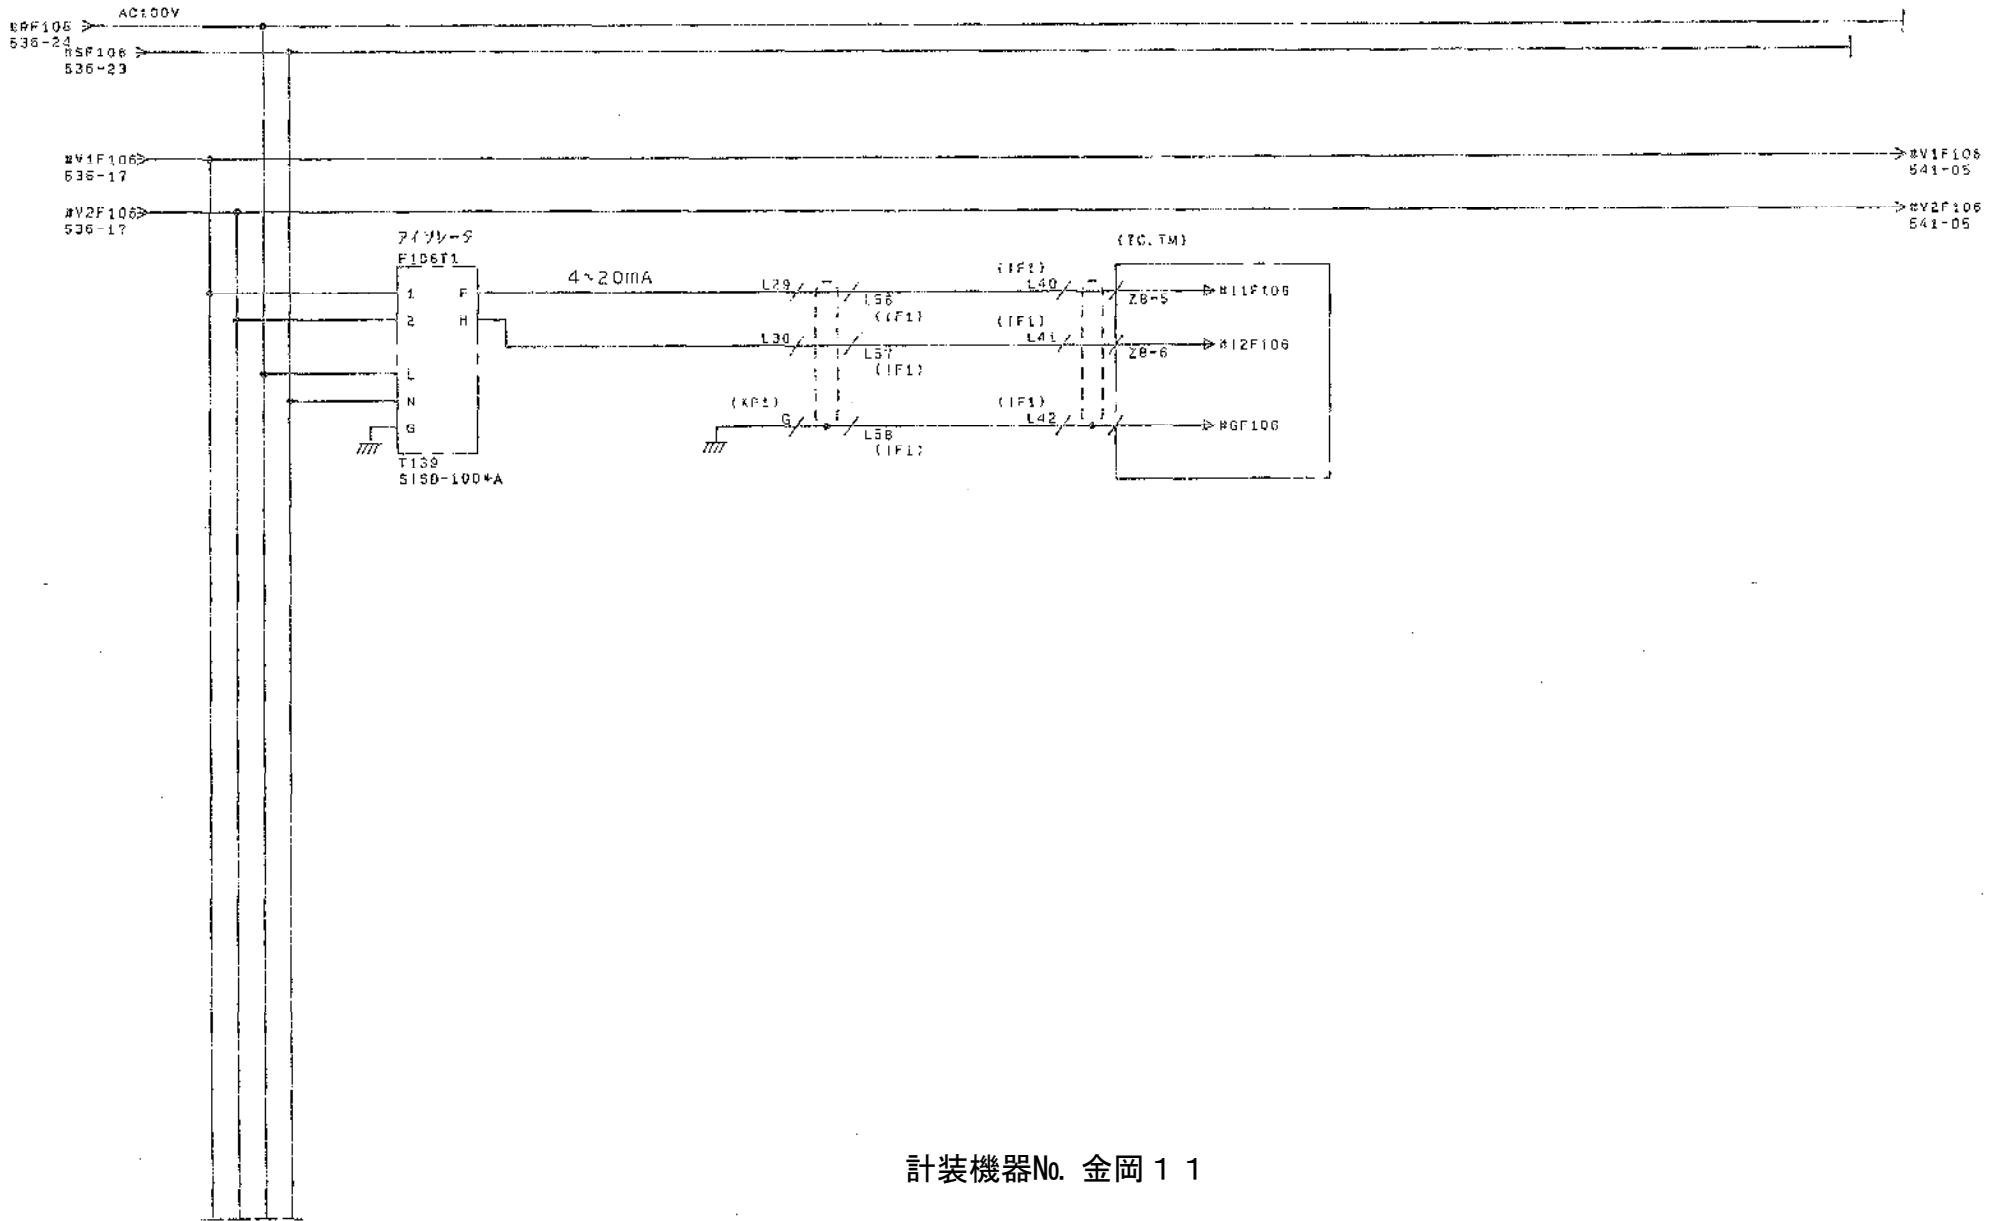 AC100V
#RF106
536-24
#SF106
536-23
#V1F106
536-17
#V1F106
541-05
#V2F106
536-17
#V2F106
541-05
アイソレータ
F106T1
(TC.TM)
4~20mA
1
F
2
H
L
N
G
L29
L56
(IF1)
(IF1)
L40
Z8-5
#I1F106
L30
L57
(IF1)
(IF1)
L41
Z8-6
#I2F106
(KP1)
G
L58
(IF1)
(IF1)
L42
#GF106
T139
SISD-100*A
計装機器No. 金岡11